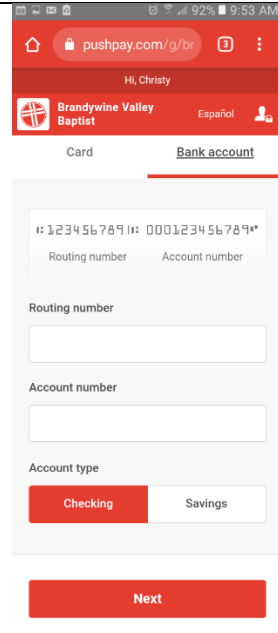 92% 9:53 AM
pushpay.com/g/br 3
Hi, Christy
Brandywine Valley
Baptist
Español
Card Bank account
⑆123456789⑆ 000123456789⑈
Routing number Account number
Routing number
Account number
Account type
Checking Savings
Next